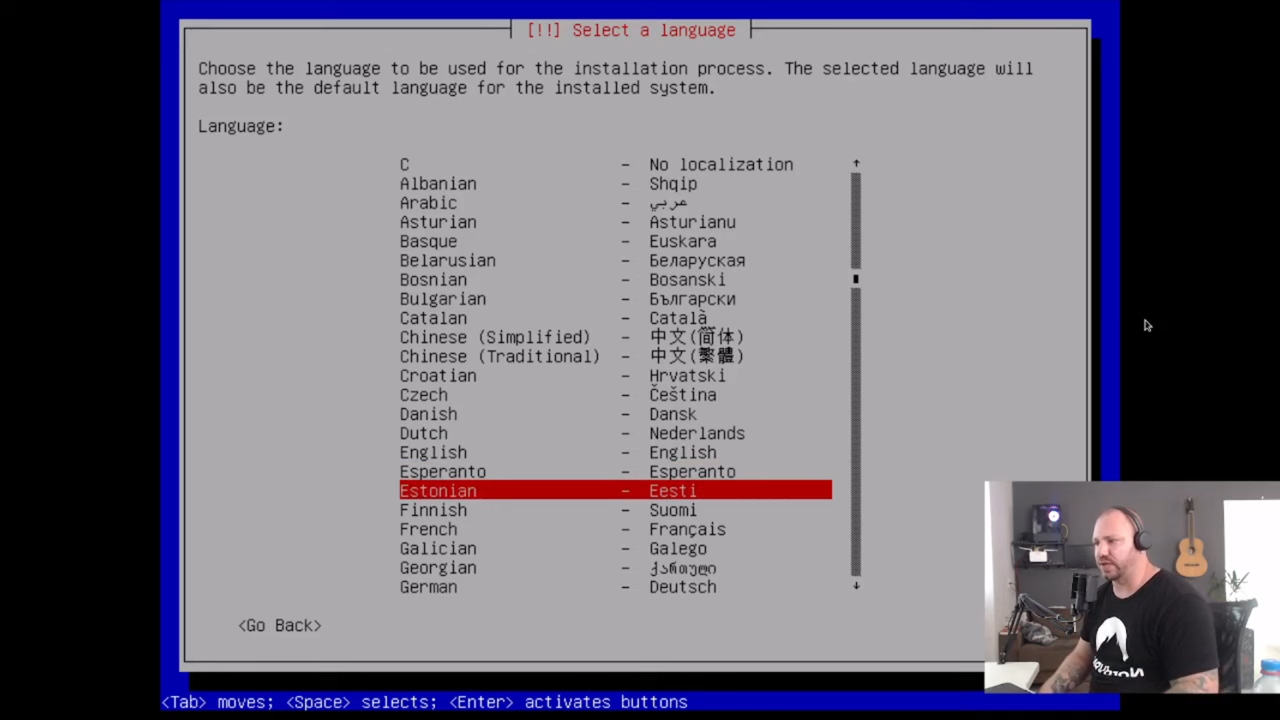 [!!] Select a language
Choose the language to be used for the installation process. The selected language will
also be the default language for the installed system.
Language:
C - No localization
Albanian - Shqip
Arabic - عربي
Asturian - Asturianu
Basque - Euskara
Belarusian - Беларуская
Bosnian - Bosanski
Bulgarian - Български
Catalan - Català
Chinese (Simplified) - 中文(简体)
Chinese (Traditional) - 中文(繁體)
Croatian - Hrvatski
Czech - Čeština
Danish - Dansk
Dutch - Nederlands
English - English
Esperanto - Esperanto
Estonian - Eesti
Finnish - Suomi
French - Français
Galician - Galego
Georgian - ქართული
German - Deutsch
<Go Back>
<Tab> moves; <Space> selects; <Enter> activates buttons